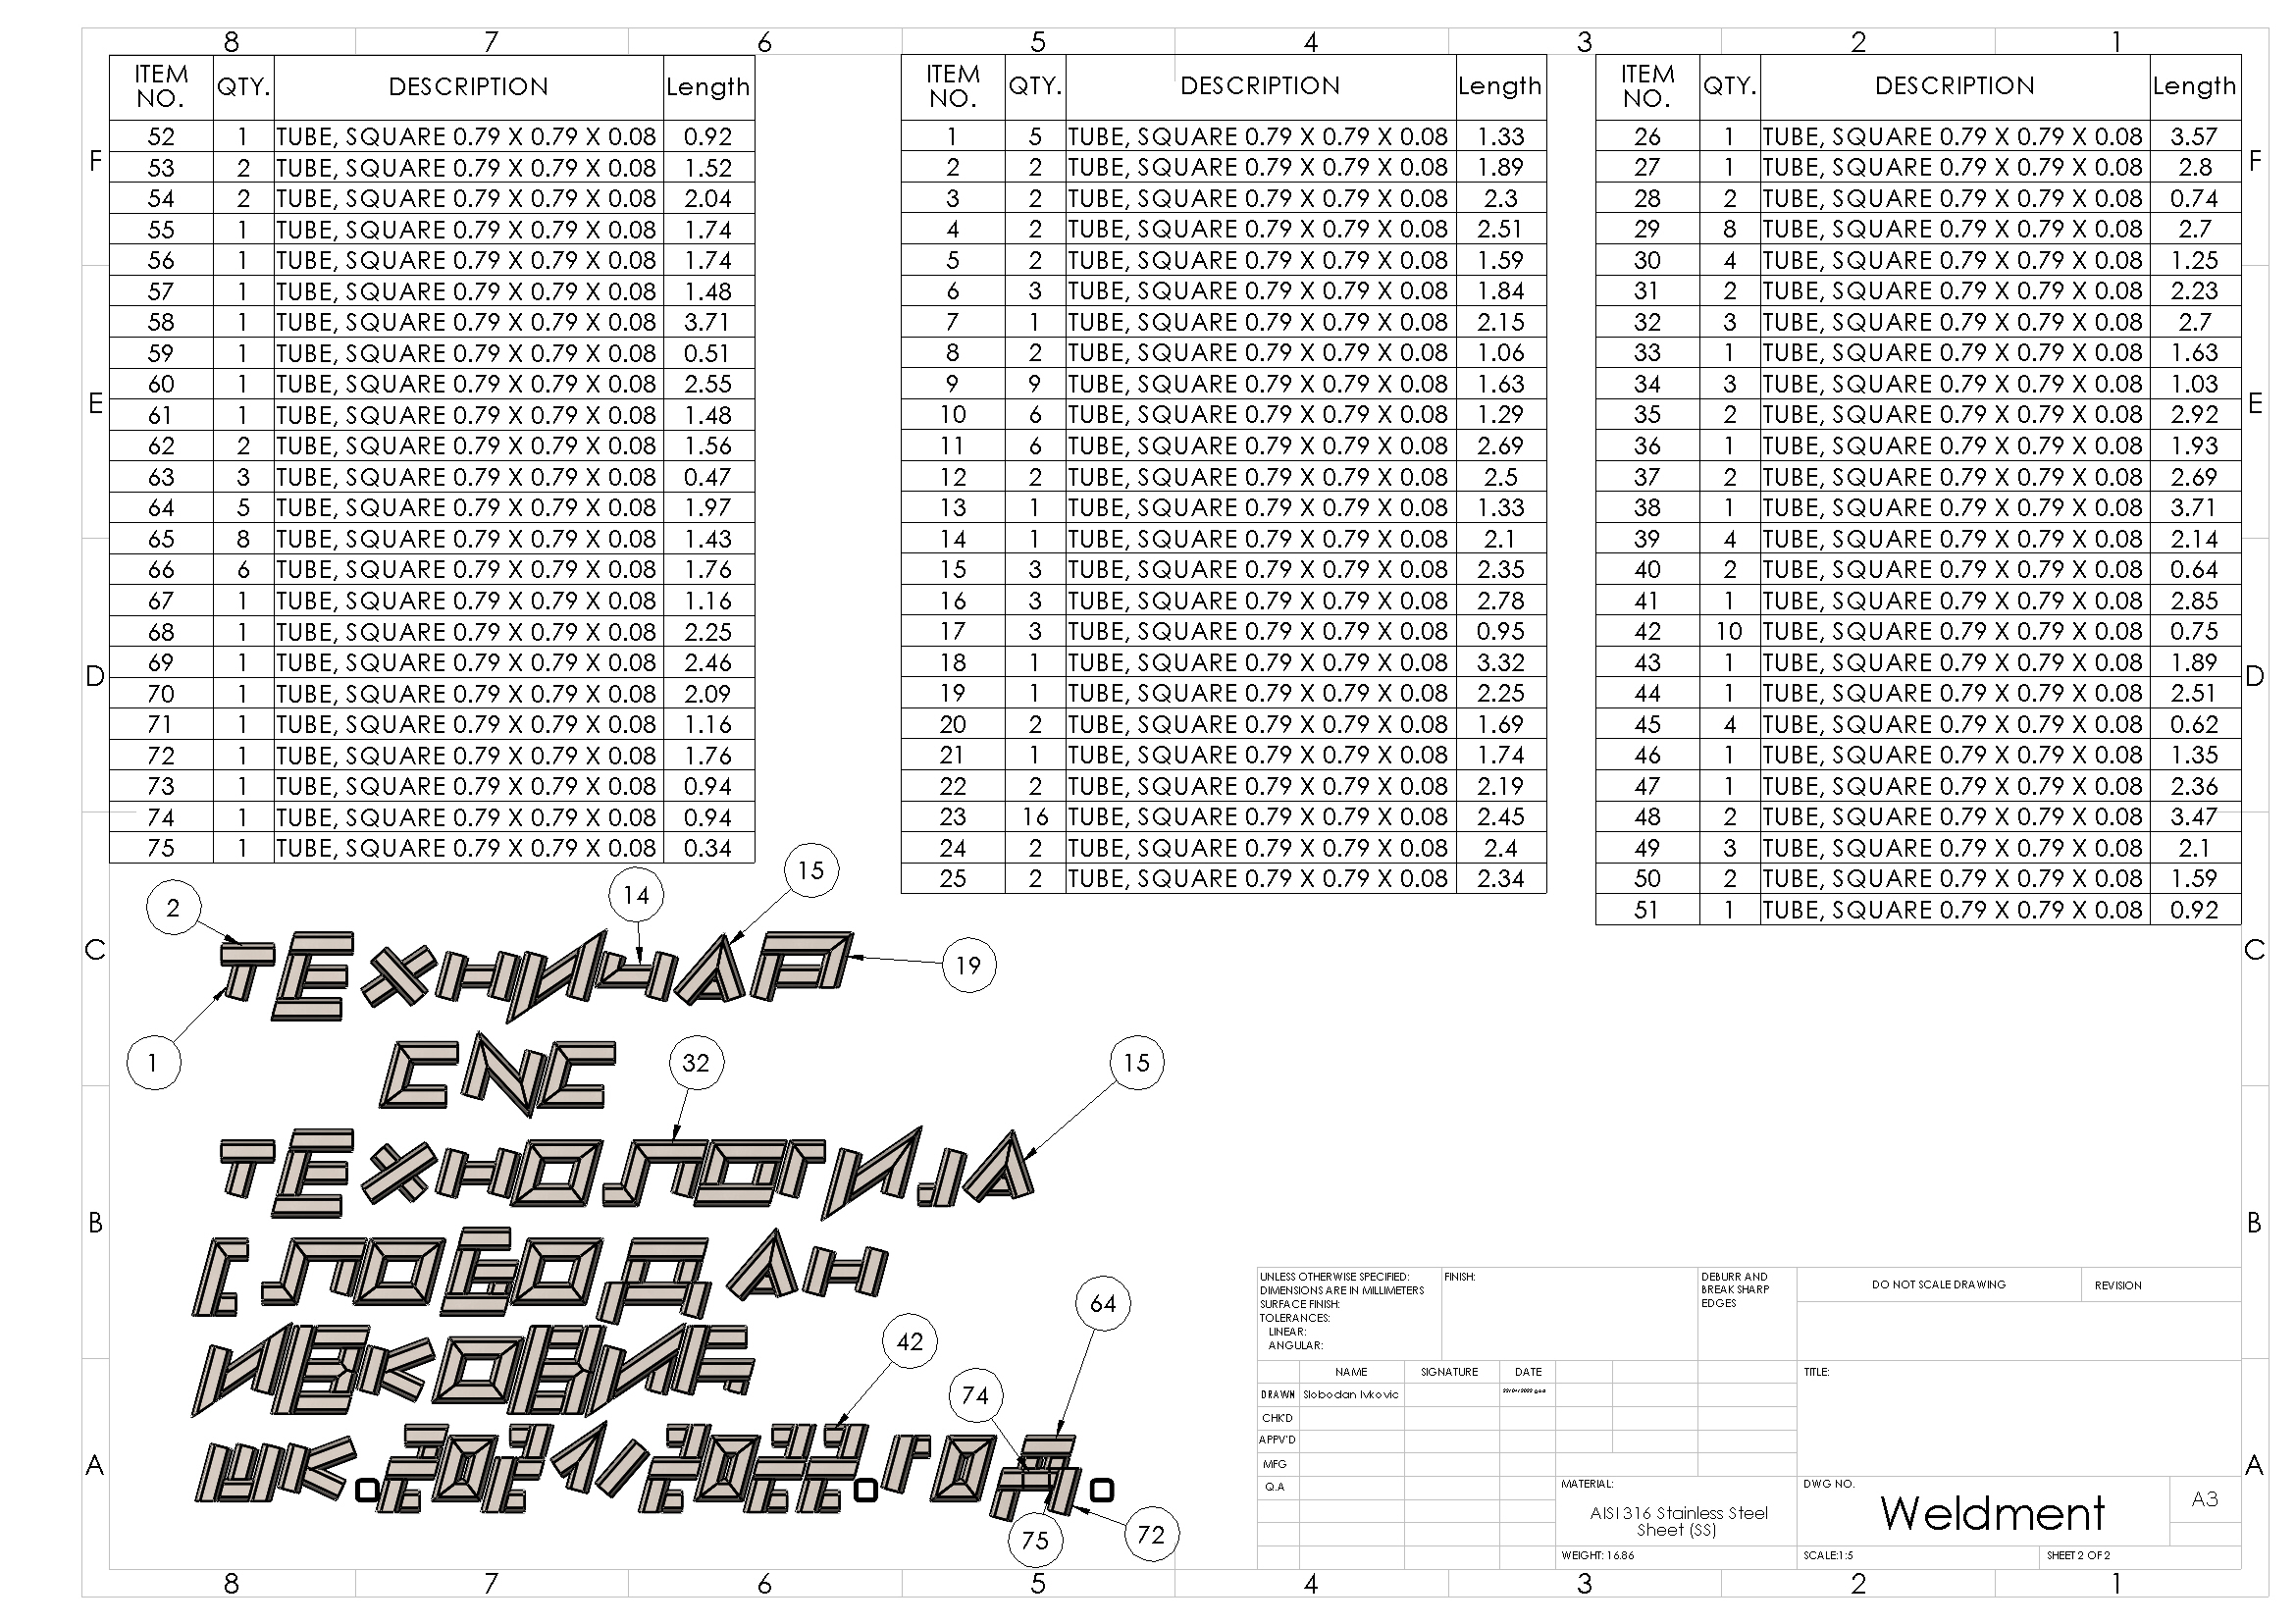 8 7 6 5 4 3 2 1
ITEM NO. QTY. DESCRIPTION Length
52 1 TUBE, SQUARE 0.79 X 0.79 X 0.08 0.92
53 2 TUBE, SQUARE 0.79 X 0.79 X 0.08 1.52
54 2 TUBE, SQUARE 0.79 X 0.79 X 0.08 2.04
55 1 TUBE, SQUARE 0.79 X 0.79 X 0.08 1.74
56 1 TUBE, SQUARE 0.79 X 0.79 X 0.08 1.74
57 1 TUBE, SQUARE 0.79 X 0.79 X 0.08 1.48
58 1 TUBE, SQUARE 0.79 X 0.79 X 0.08 3.71
59 1 TUBE, SQUARE 0.79 X 0.79 X 0.08 0.51
60 1 TUBE, SQUARE 0.79 X 0.79 X 0.08 2.55
61 1 TUBE, SQUARE 0.79 X 0.79 X 0.08 1.48
62 2 TUBE, SQUARE 0.79 X 0.79 X 0.08 1.56
63 3 TUBE, SQUARE 0.79 X 0.79 X 0.08 0.47
64 5 TUBE, SQUARE 0.79 X 0.79 X 0.08 1.97
65 8 TUBE, SQUARE 0.79 X 0.79 X 0.08 1.43
66 6 TUBE, SQUARE 0.79 X 0.79 X 0.08 1.76
67 1 TUBE, SQUARE 0.79 X 0.79 X 0.08 1.16
68 1 TUBE, SQUARE 0.79 X 0.79 X 0.08 2.25
69 1 TUBE, SQUARE 0.79 X 0.79 X 0.08 2.46
70 1 TUBE, SQUARE 0.79 X 0.79 X 0.08 2.09
71 1 TUBE, SQUARE 0.79 X 0.79 X 0.08 1.16
72 1 TUBE, SQUARE 0.79 X 0.79 X 0.08 1.76
73 1 TUBE, SQUARE 0.79 X 0.79 X 0.08 0.94
74 1 TUBE, SQUARE 0.79 X 0.79 X 0.08 0.94
75 1 TUBE, SQUARE 0.79 X 0.79 X 0.08 0.34
ITEM NO. QTY. DESCRIPTION Length
1 5 TUBE, SQUARE 0.79 X 0.79 X 0.08 1.33
2 2 TUBE, SQUARE 0.79 X 0.79 X 0.08 1.89
3 2 TUBE, SQUARE 0.79 X 0.79 X 0.08 2.3
4 2 TUBE, SQUARE 0.79 X 0.79 X 0.08 2.51
5 2 TUBE, SQUARE 0.79 X 0.79 X 0.08 1.59
6 3 TUBE, SQUARE 0.79 X 0.79 X 0.08 1.84
7 1 TUBE, SQUARE 0.79 X 0.79 X 0.08 2.15
8 2 TUBE, SQUARE 0.79 X 0.79 X 0.08 1.06
9 9 TUBE, SQUARE 0.79 X 0.79 X 0.08 1.63
10 6 TUBE, SQUARE 0.79 X 0.79 X 0.08 1.29
11 6 TUBE, SQUARE 0.79 X 0.79 X 0.08 2.69
12 2 TUBE, SQUARE 0.79 X 0.79 X 0.08 2.5
13 1 TUBE, SQUARE 0.79 X 0.79 X 0.08 1.33
14 1 TUBE, SQUARE 0.79 X 0.79 X 0.08 2.1
15 3 TUBE, SQUARE 0.79 X 0.79 X 0.08 2.35
16 3 TUBE, SQUARE 0.79 X 0.79 X 0.08 2.78
17 3 TUBE, SQUARE 0.79 X 0.79 X 0.08 0.95
18 1 TUBE, SQUARE 0.79 X 0.79 X 0.08 3.32
19 1 TUBE, SQUARE 0.79 X 0.79 X 0.08 2.25
20 2 TUBE, SQUARE 0.79 X 0.79 X 0.08 1.69
21 1 TUBE, SQUARE 0.79 X 0.79 X 0.08 1.74
22 2 TUBE, SQUARE 0.79 X 0.79 X 0.08 2.19
23 16 TUBE, SQUARE 0.79 X 0.79 X 0.08 2.45
24 2 TUBE, SQUARE 0.79 X 0.79 X 0.08 2.4
25 2 TUBE, SQUARE 0.79 X 0.79 X 0.08 2.34
ITEM NO. QTY. DESCRIPTION Length
26 1 TUBE, SQUARE 0.79 X 0.79 X 0.08 3.57
27 1 TUBE, SQUARE 0.79 X 0.79 X 0.08 2.8
28 2 TUBE, SQUARE 0.79 X 0.79 X 0.08 0.74
29 8 TUBE, SQUARE 0.79 X 0.79 X 0.08 2.7
30 4 TUBE, SQUARE 0.79 X 0.79 X 0.08 1.25
31 2 TUBE, SQUARE 0.79 X 0.79 X 0.08 2.23
32 3 TUBE, SQUARE 0.79 X 0.79 X 0.08 2.7
33 1 TUBE, SQUARE 0.79 X 0.79 X 0.08 1.63
34 3 TUBE, SQUARE 0.79 X 0.79 X 0.08 1.03
35 2 TUBE, SQUARE 0.79 X 0.79 X 0.08 2.92
36 1 TUBE, SQUARE 0.79 X 0.79 X 0.08 1.93
37 2 TUBE, SQUARE 0.79 X 0.79 X 0.08 2.69
38 1 TUBE, SQUARE 0.79 X 0.79 X 0.08 3.71
39 4 TUBE, SQUARE 0.79 X 0.79 X 0.08 2.14
40 2 TUBE, SQUARE 0.79 X 0.79 X 0.08 0.64
41 1 TUBE, SQUARE 0.79 X 0.79 X 0.08 2.85
42 10 TUBE, SQUARE 0.79 X 0.79 X 0.08 0.75
43 1 TUBE, SQUARE 0.79 X 0.79 X 0.08 1.89
44 1 TUBE, SQUARE 0.79 X 0.79 X 0.08 2.51
45 4 TUBE, SQUARE 0.79 X 0.79 X 0.08 0.62
46 1 TUBE, SQUARE 0.79 X 0.79 X 0.08 1.35
47 1 TUBE, SQUARE 0.79 X 0.79 X 0.08 2.36
48 2 TUBE, SQUARE 0.79 X 0.79 X 0.08 3.47
49 3 TUBE, SQUARE 0.79 X 0.79 X 0.08 2.1
50 2 TUBE, SQUARE 0.79 X 0.79 X 0.08 1.59
51 1 TUBE, SQUARE 0.79 X 0.79 X 0.08 0.92
F F
E E
D D
C C
B B
A A
2 14 15
ТЕХНИЧАР
19
1
CNC
32 15
ТЕХНОЛОГИЈА
СЛОБОДАН
64
42
ИВКОВИЋ
74
ШК.2021/2022.ГОД.
75 72
UNLESS OTHERWISE SPECIFIED:
DIMENSIONS ARE IN MILLIMETERS
SURFACE FINISH:
TOLERANCES:
LINEAR:
ANGULAR:
FINISH:
DEBURR AND
BREAK SHARP
EDGES
DO NOT SCALE DRAWING
REVISION
NAME SIGNATURE DATE
DRAWN Slobodan Ivkovic
CHK'D
APPV'D
MFG
Q.A
TITLE:
MATERIAL:
AISI 316 Stainless Steel
Sheet (SS)
DWG NO.
Weldment
A3
WEIGHT: 16.86
SCALE:1:5
SHEET 2 OF 2
8 7 6 5 4 3 2 1